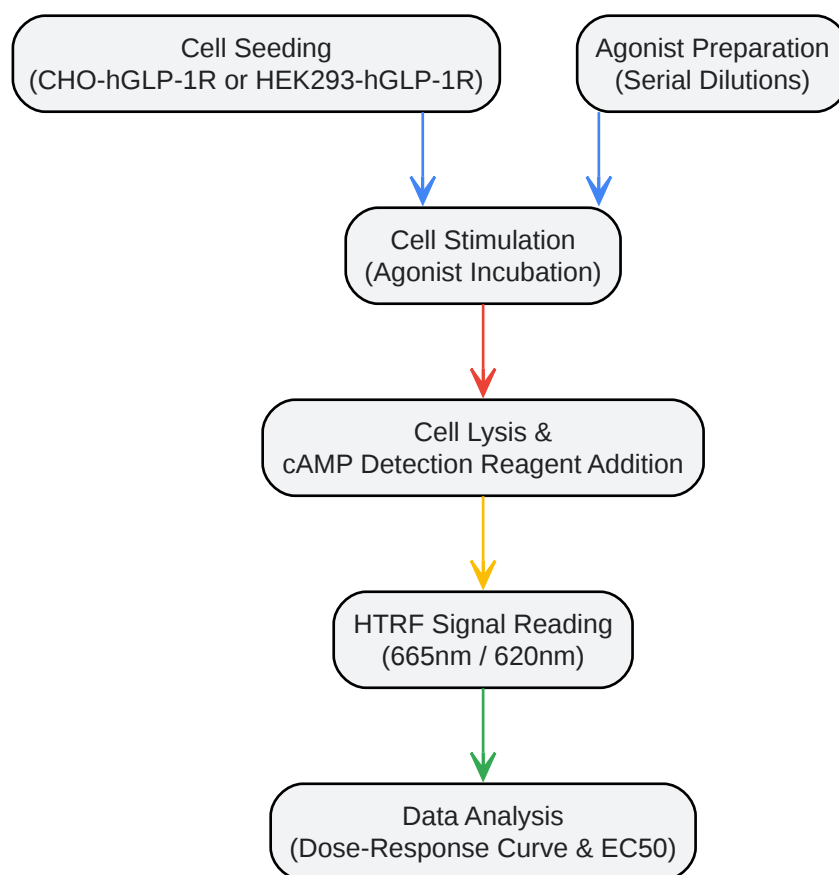 Cell Seeding
(CHO-hGLP-1R or HEK293-hGLP-1R)
Agonist Preparation
(Serial Dilutions)
Cell Stimulation
(Agonist Incubation)
Cell Lysis &
cAMP Detection Reagent Addition
HTRF Signal Reading
(665nm / 620nm)
Data Analysis
(Dose-Response Curve & EC50)